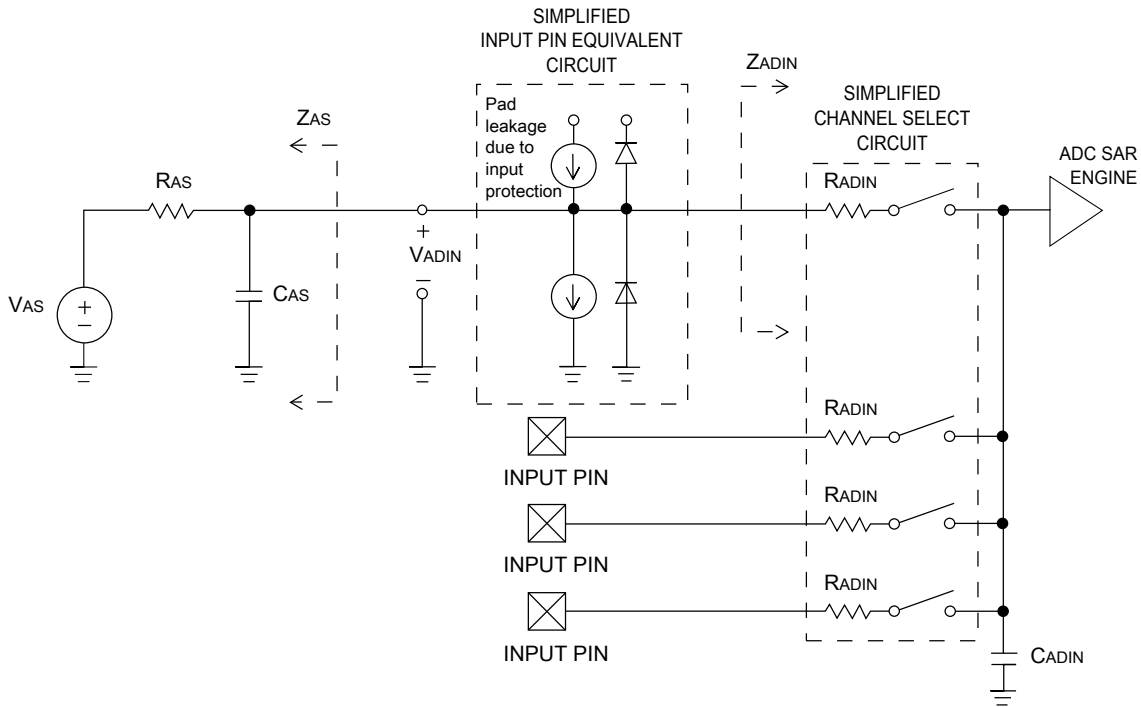 SIMPLIFIED
INPUT PIN EQUIVALENT
CIRCUIT
ZADIN
Pad
leakage
due to
input
protection
SIMPLIFIED
CHANNEL SELECT
CIRCUIT
ZAS
ADC SAR
ENGINE
RAS
RADIN
+
VADIN
–
VAS
+
–
CAS
RADIN
INPUT PIN
RADIN
INPUT PIN
RADIN
INPUT PIN
CADIN